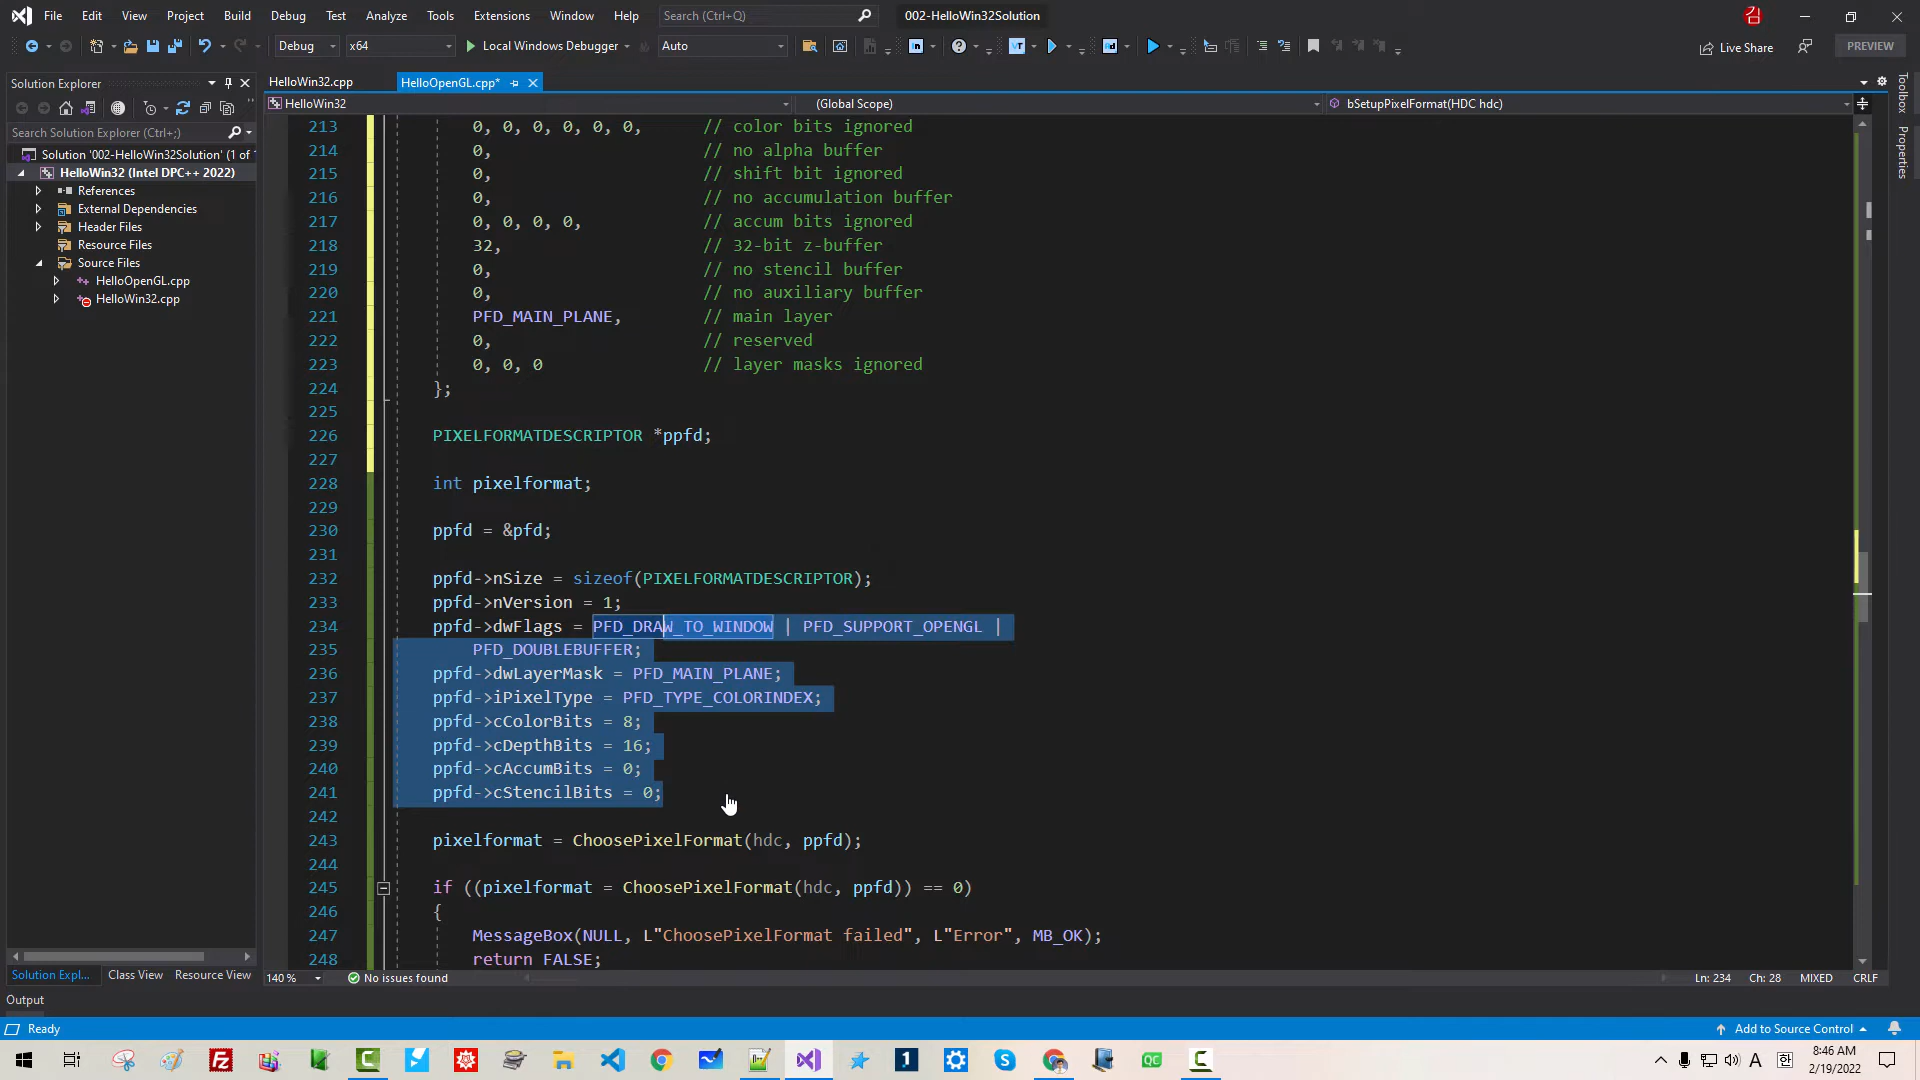 File Edit View Project Build Debug Test Analyze Tools Extensions Window Help Search (Ctrl+Q) 002-HelloWin32Solution
Debug x64 Local Windows Debugger Auto Live Share PREVIEW
Solution Explorer
Search Solution Explorer (Ctrl+;)
Solution '002-HelloWin32Solution' (1 of 1
HelloWin32 (Intel DPC++ 2022)
References
External Dependencies
Header Files
Resource Files
Source Files
HelloOpenGL.cpp
HelloWin32.cpp
Solution Expl... Class View Resource View
HelloWin32.cpp HelloOpenGL.cpp*
HelloWin32 (Global Scope) bSetupPixelFormat(HDC hdc)
213 0, 0, 0, 0, 0, 0, // color bits ignored
214 0, // no alpha buffer
215 0, // shift bit ignored
216 0, // no accumulation buffer
217 0, 0, 0, 0, // accum bits ignored
218 32, // 32-bit z-buffer
219 0, // no stencil buffer
220 0, // no auxiliary buffer
221 PFD_MAIN_PLANE, // main layer
222 0, // reserved
223 0, 0, 0 // layer masks ignored
224 };
225
226 PIXELFORMATDESCRIPTOR *ppfd;
227
228 int pixelformat;
229
230 ppfd = &pfd;
231
232 ppfd->nSize = sizeof(PIXELFORMATDESCRIPTOR);
233 ppfd->nVersion = 1;
234 ppfd->dwFlags = PFD_DRAW_TO_WINDOW | PFD_SUPPORT_OPENGL |
235 PFD_DOUBLEBUFFER;
236 ppfd->dwLayerMask = PFD_MAIN_PLANE;
237 ppfd->iPixelType = PFD_TYPE_COLORINDEX;
238 ppfd->cColorBits = 8;
239 ppfd->cDepthBits = 16;
240 ppfd->cAccumBits = 0;
241 ppfd->cStencilBits = 0;
242
243 pixelformat = ChoosePixelFormat(hdc, ppfd);
244
245 if ((pixelformat = ChoosePixelFormat(hdc, ppfd)) == 0)
246 {
247 MessageBox(NULL, L"ChoosePixelFormat failed", L"Error", MB_OK);
248 return FALSE;
140 % No issues found Ln: 234 Ch: 28 MIXED CRLF
Toolbox
Properties
Output
Ready Add to Source Control
A 한 8:46 AM
2/19/2022